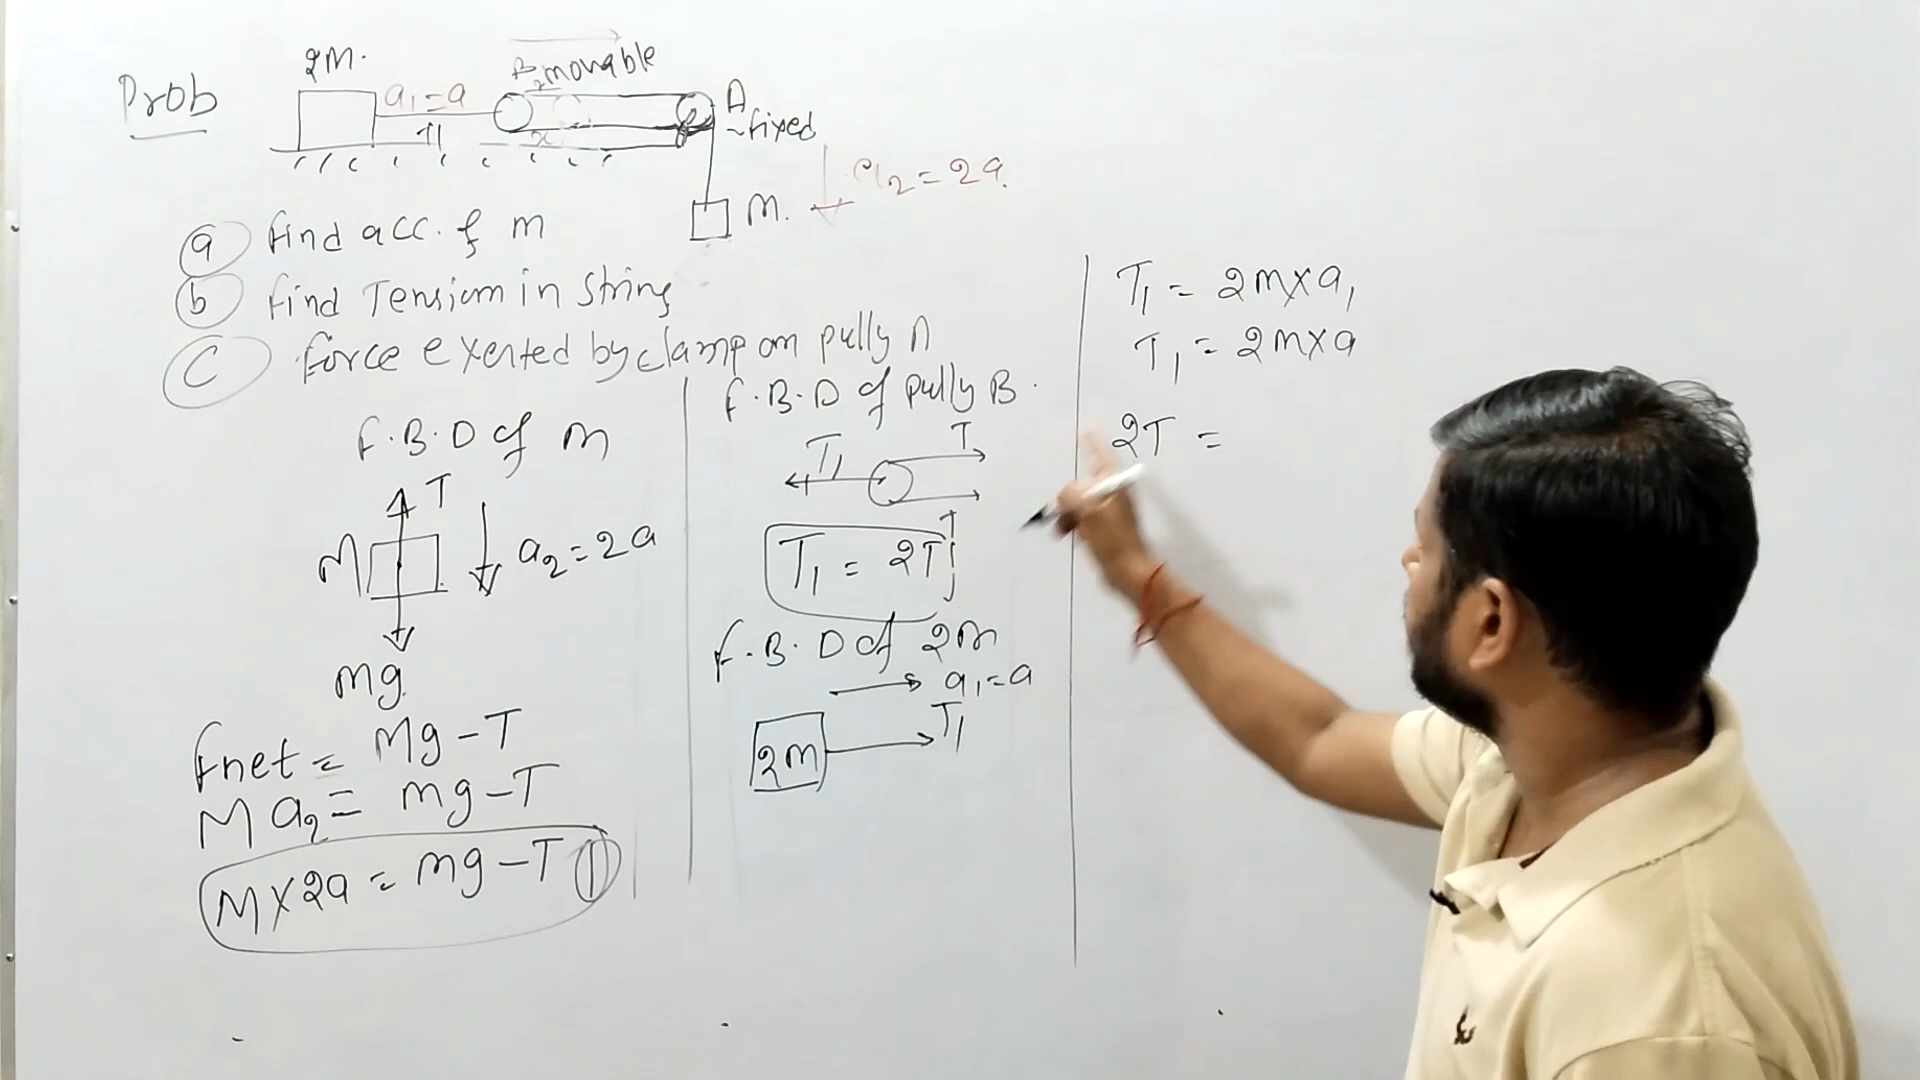 Prob
2M.
a₁ = a
T1
B movable
x
A
~fixed
a₂ = 2a.
M.
(a) find acc. of m
(b) find Tension in string
(C) force exerted by clamp on pully A
F.B.D of m
T
M
a₂ = 2a
mg
Fnet = Mg - T
M a₂ = mg - T
M X 2a = mg - T (1)
F.B.D of pully B.
T₁
T
T
T₁ = 2T
F.B.D of 2m
a₁ = a
T₁
2m
T₁ = 2m x a₁
T₁ = 2m x a
2T =